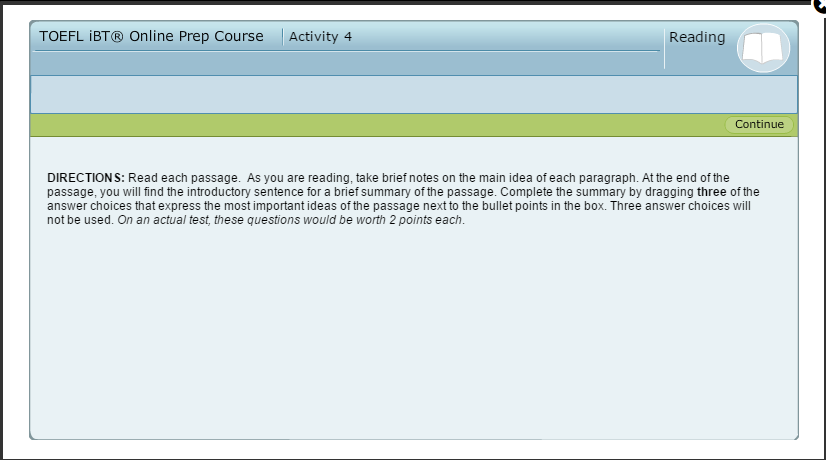 TOEFL iBT® Online Prep Course Activity 4 Reading
Continue
DIRECTIONS: Read each passage. As you are reading, take brief notes on the main idea of each paragraph. At the end of the
passage, you will find the introductory sentence for a brief summary of the passage. Complete the summary by dragging three of the
answer choices that express the most important ideas of the passage next to the bullet points in the box. Three answer choices will
not be used. On an actual test, these questions would be worth 2 points each.